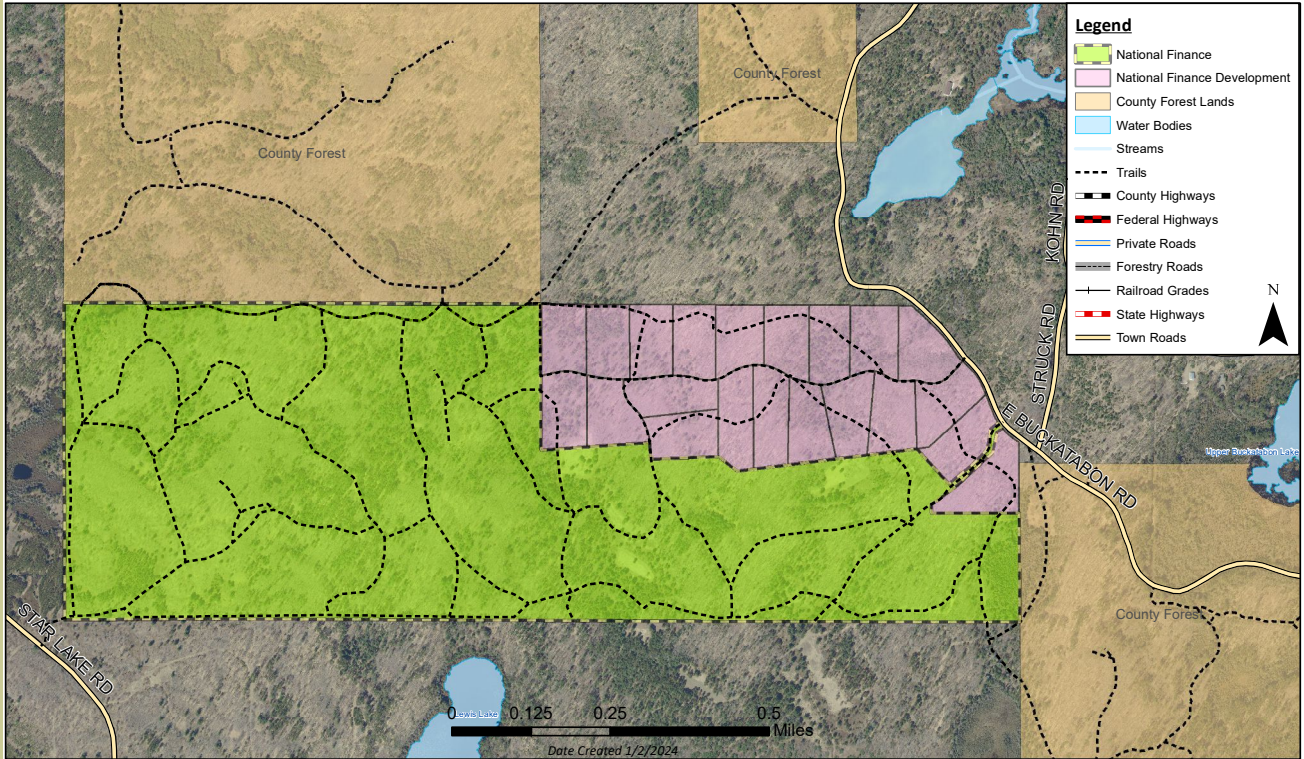 Legend
National Finance
National Finance Development
County Forest Lands
Water Bodies
Streams
Trails
County Highways
Federal Highways
Private Roads
Forestry Roads
Railroad Grades
State Highways
Town Roads
N
County Forest
County Forest
KOHN RD
STRUCK RD
E BUCKATABON RD
Upper Buckatabon Lake
County Forest
STAR LAKE RD
Lewis Lake
0 0.125 0.25 0.5
Miles
Date Created 1/2/2024